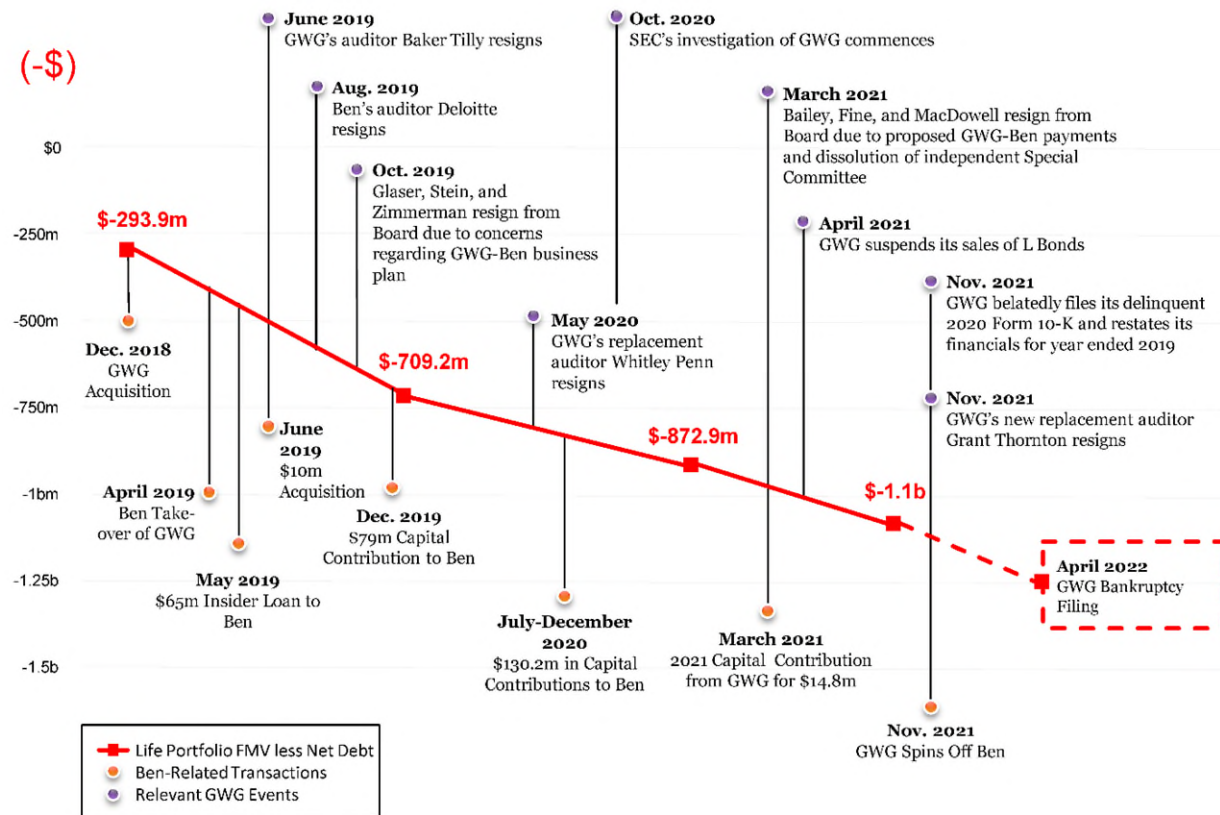 June 2019
GWG's auditor Baker Tilly resigns
Oct. 2020
SEC's investigation of GWG commences
(-$)
Aug. 2019
Ben's auditor Deloitte
resigns
March 2021
Bailey, Fine, and MacDowell resign from
Board due to proposed GWG-Ben payments
and dissolution of independent Special
Committee
$0
Oct. 2019
Glaser, Stein, and
Zimmerman resign from
Board due to concerns
regarding GWG-Ben business
plan
$-293.9m
-250m
April 2021
GWG suspends its sales of L Bonds
Nov. 2021
GWG belatedly files its delinquent
2020 Form 10-K and restates its
financials for year ended 2019
-500m
Dec. 2018
GWG
Acquisition
May 2020
GWG's replacement
auditor Whitley Penn
resigns
$-709.2m
-750m
Nov. 2021
GWG's new replacement auditor
Grant Thornton resigns
June
2019
$10m
Acquisition
$-872.9m
-1bn
$-1.1b
April 2019
Ben Take-
over of GWG
Dec. 2019
S79m Capital
Contribution to Ben
May 2019
$65m Insider Loan to
Ben
-1.25b
April 2022
GWG Bankruptcy
Filing
July-December
2020
$130.2m in Capital
Contributions to Ben
March 2021
2021 Capital Contribution
from GWG for $14,8m
-1.5b
Nov. 2021
GWG Spins Off Ben
Life Portfolio FMV less Net Debt
Ben-Related Transactions
Relevant GWG Events